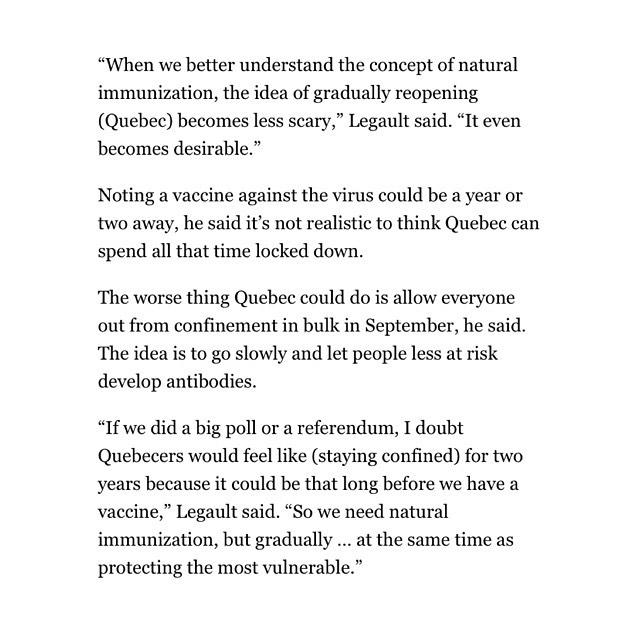 “When we better understand the concept of natural
immunization, the idea of gradually reopening
(Quebec) becomes less scary,” Legault said. “It even
becomes desirable.”
Noting a vaccine against the virus could be a year or
two away, he said it’s not realistic to think Quebec can
spend all that time locked down.
The worse thing Quebec could do is allow everyone
out from confinement in bulk in September, he said.
The idea is to go slowly and let people less at risk
develop antibodies.
“If we did a big poll or a referendum, I doubt
Quebecers would feel like (staying confined) for two
years because it could be that long before we have a
vaccine,” Legault said. “So we need natural
immunization, but gradually ... at the same time as
protecting the most vulnerable.”